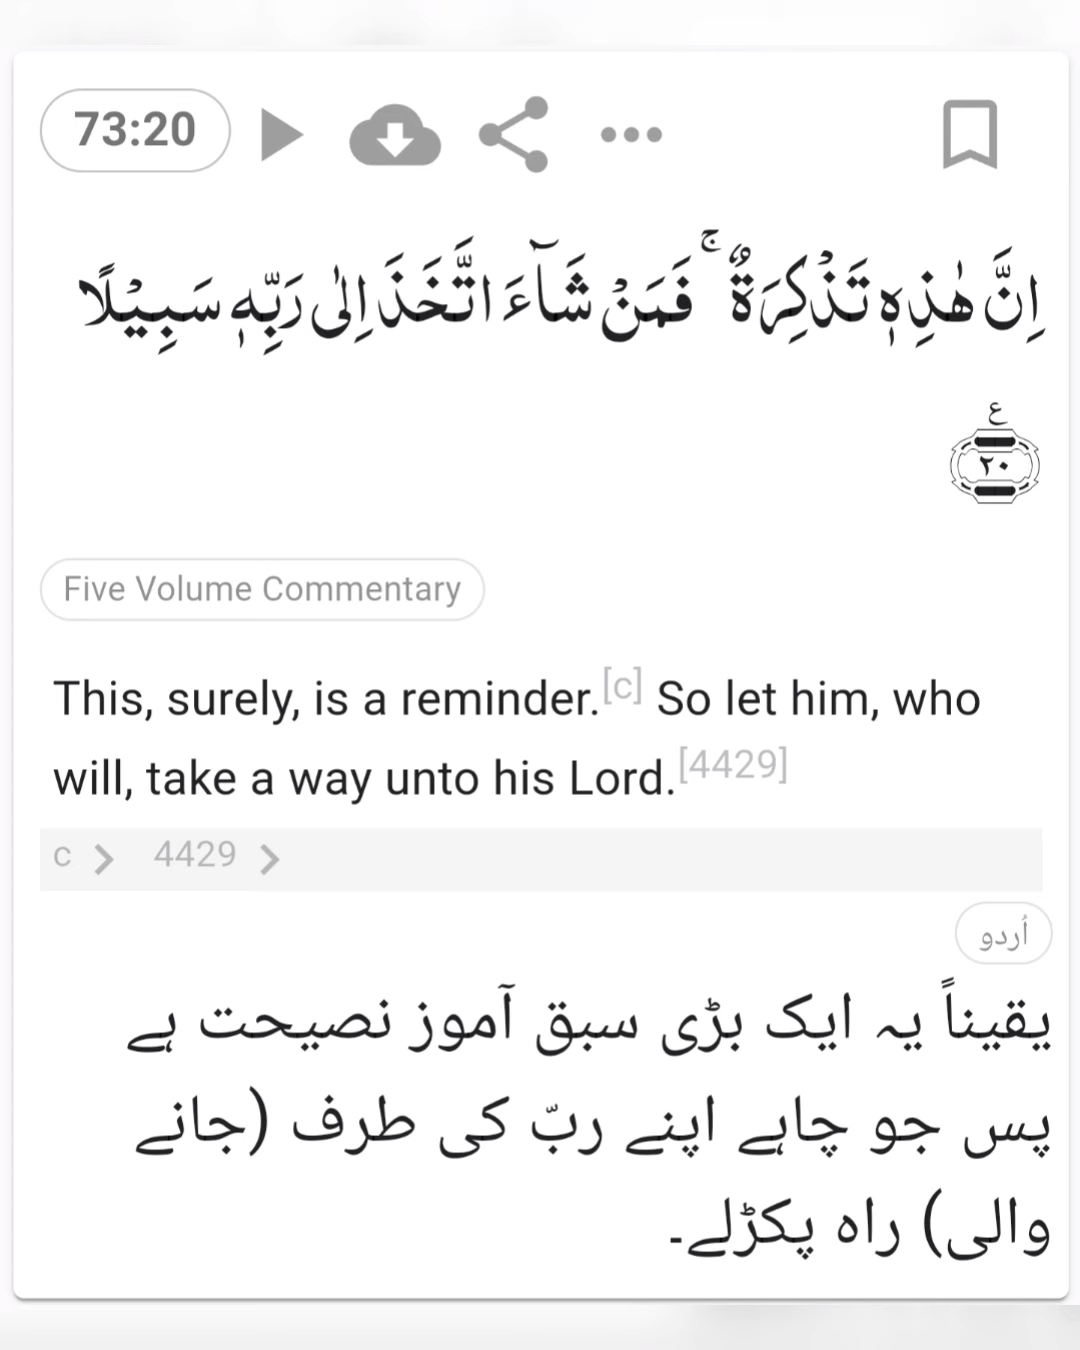 73:20
اِنَّ هٰذِهٖ تَذْكِرَةٌ ۚ فَمَنْ شَآءَ اتَّخَذَ اِلٰى رَبِّهٖ سَبِيْلًا
ع
٢٠
Five Volume Commentary
This, surely, is a reminder.[c] So let him, who
will, take a way unto his Lord.[4429]
c 4429
اُردو
یقیناً یہ ایک بڑی سبق آموز نصیحت ہے
پس جو چاہے اپنے ربّ کی طرف (جانے
والی) راہ پکڑلے۔